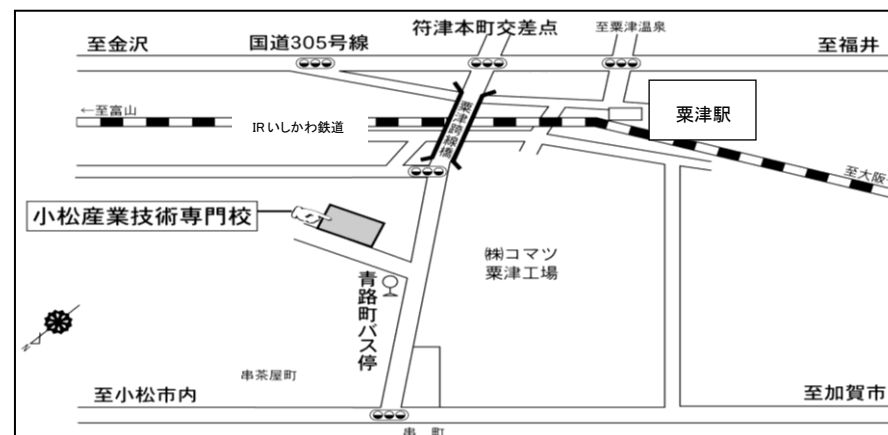 符津本町交差点
至粟津温泉
至金沢
国道305号線
至福井
←至富山
IRいしかわ鉄道
粟津跨線橋
粟津駅
至大阪
小松産業技術専門校
㈱コマツ
粟津工場
青路町バス停
N
串茶屋町
至小松市内
至加賀市
串 町